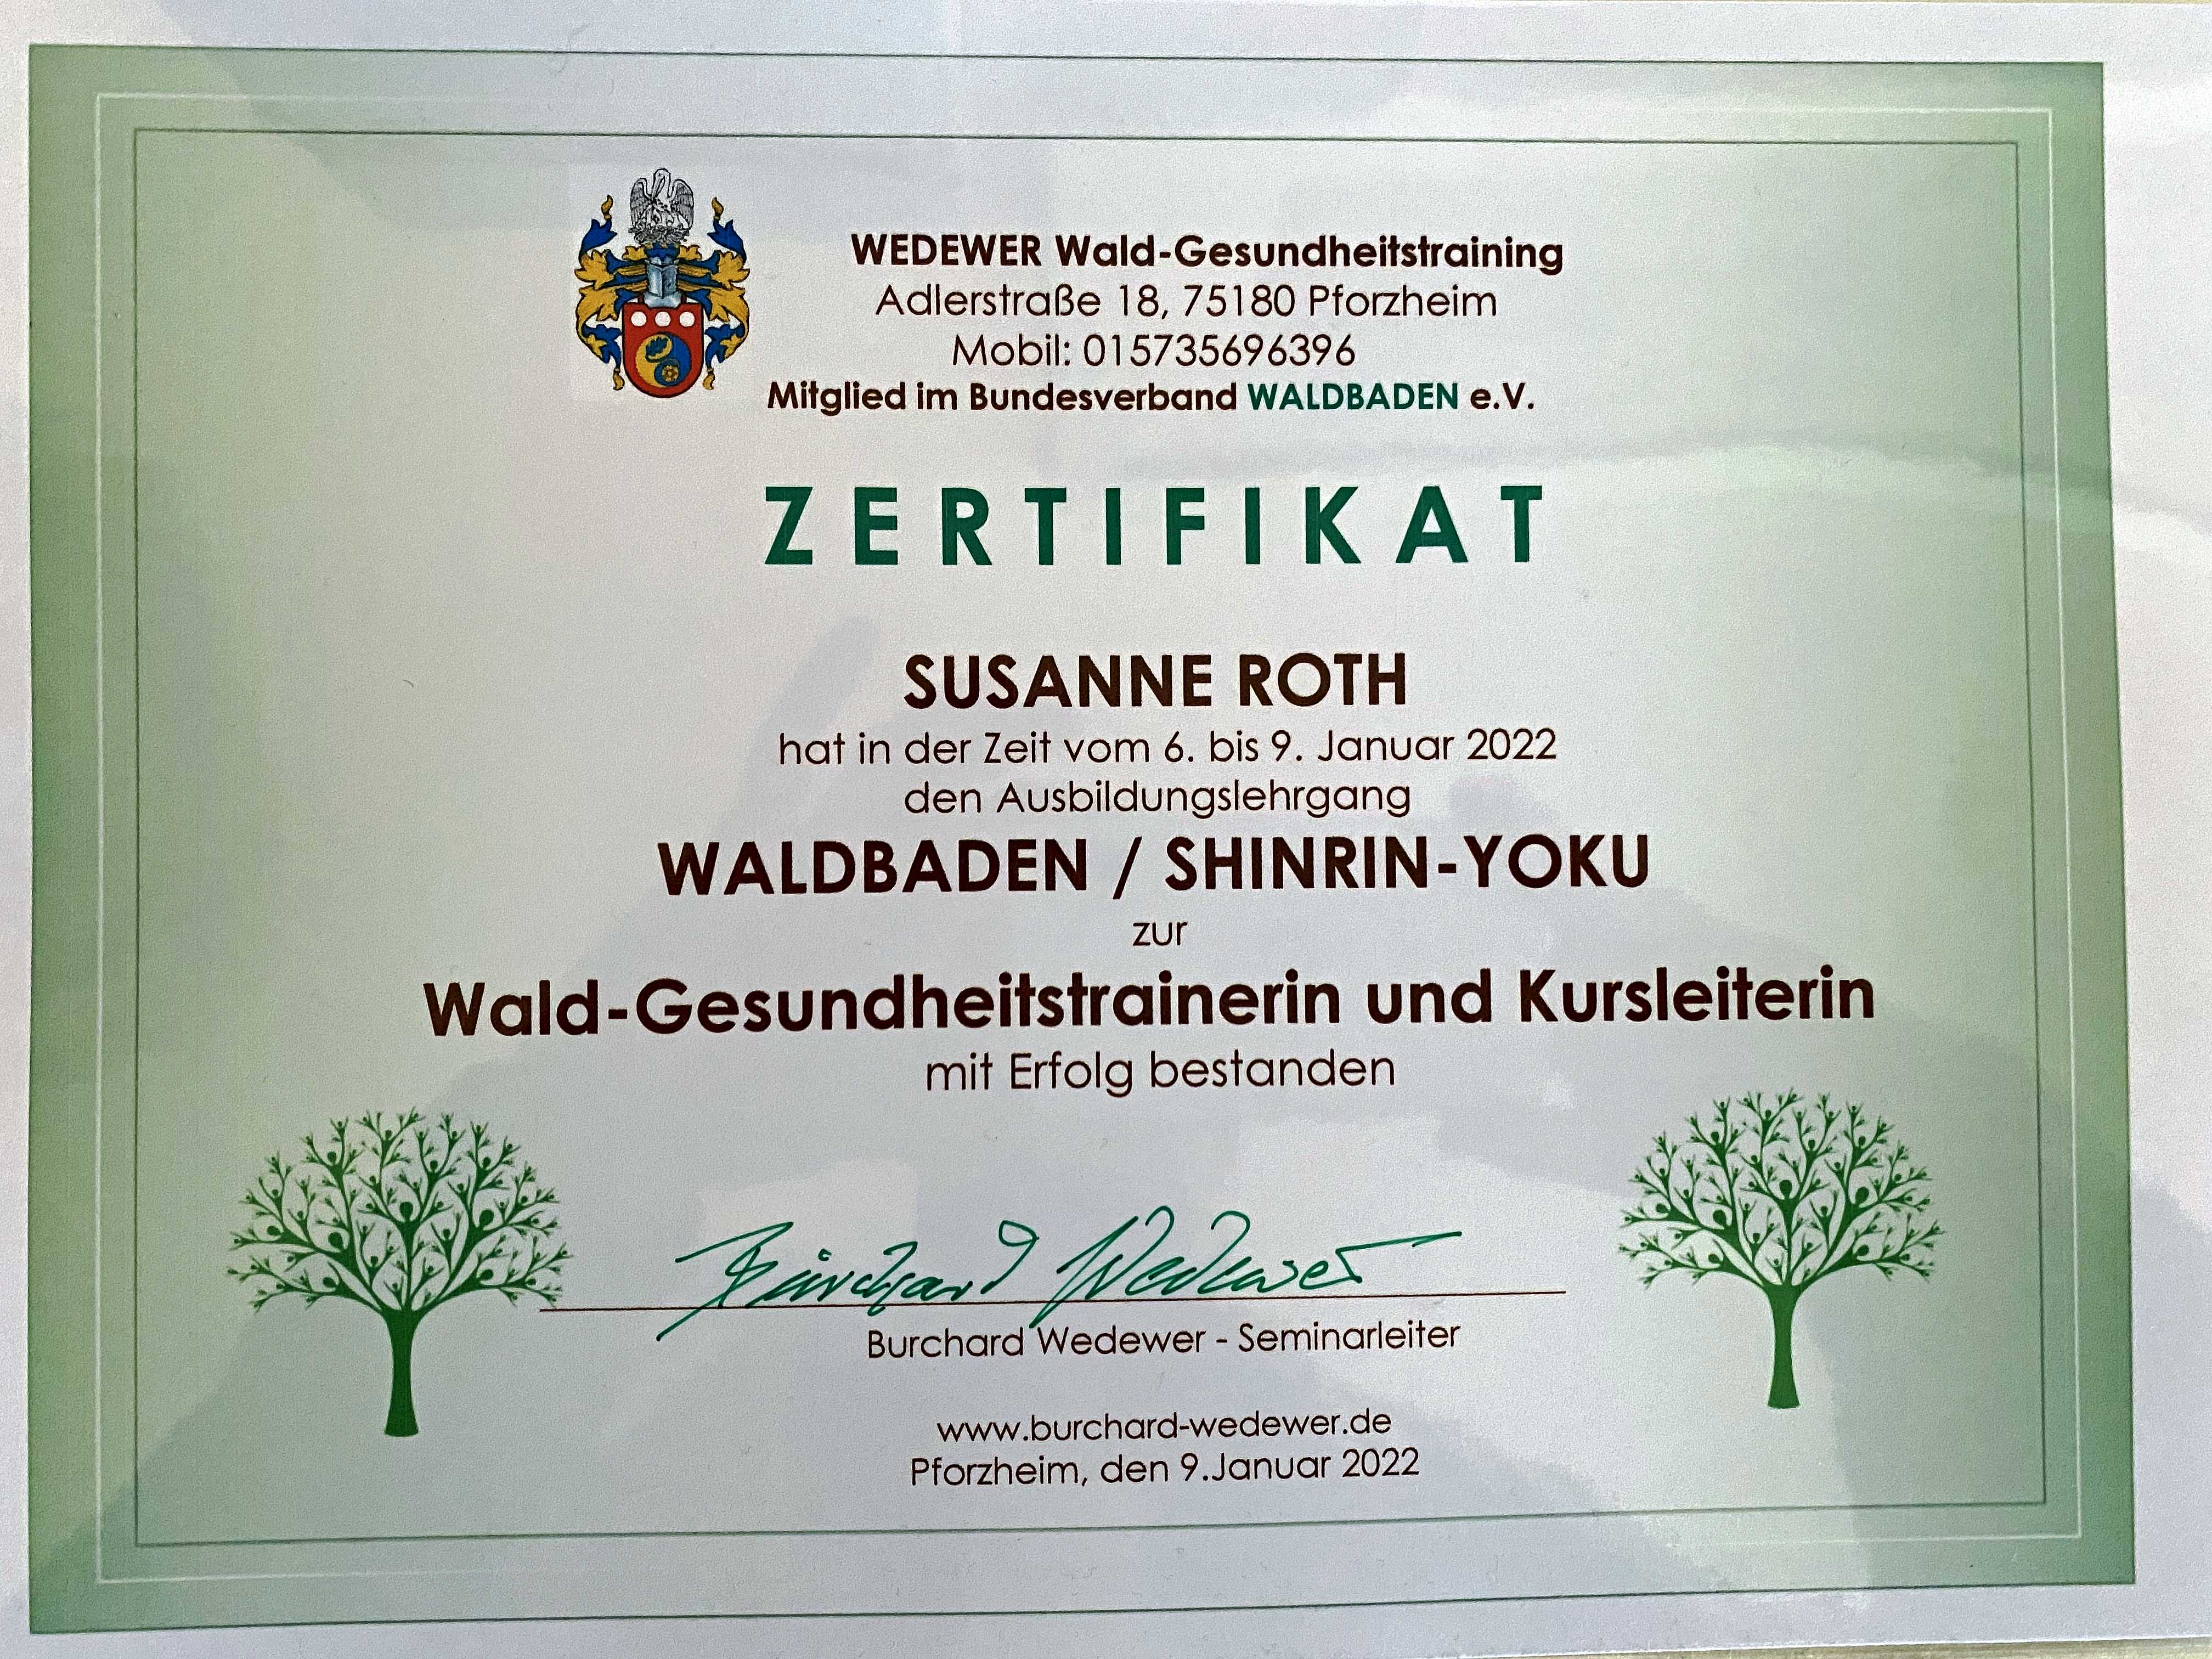 WEDEWER Wald-Gesundheitstraining
Adlerstraße 18, 75180 Pforzheim
Mobil: 015735696396
Mitglied im Bundesverband WALDBADEN e.V.
ZERTIFIKAT
SUSANNE ROTH
hat in der Zeit vom 6. bis 9. Januar 2022
den Ausbildungslehrgang
WALDBADEN / SHINRIN-YOKU
zur
Wald-Gesundheitstrainerin und Kursleiterin
mit Erfolg bestanden
Burchard Wedewer
Burchard Wedewer - Seminarleiter
www.burchard-wedewer.de
Pforzheim, den 9.Januar 2022